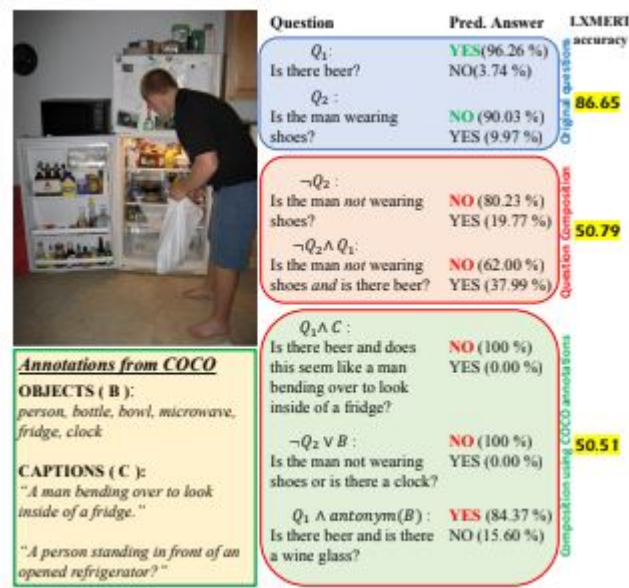 Question Pred. Answer LXMERT accuracy
Q₁:
Is there beer?
YES(96.26 %)
NO(3.74 %)
Q₂ :
Is the man wearing
shoes?
NO (90.03 %)
YES (9.97 %)
Original questions
86.65
¬Q₂ :
Is the man not wearing
shoes?
NO (80.23 %)
YES (19.77 %)
¬Q₂ ∧ Q₁:
Is the man not wearing
shoes and is there beer?
NO (62.00 %)
YES (37.99 %)
Question Composition
50.79
Q₁ ∧ C :
Is there beer and does
this seem like a man
bending over to look
inside of a fridge?
NO (100 %)
YES (0.00 %)
¬Q₂ ∨ B :
Is the man not wearing
shoes or is there a clock?
NO (100 %)
YES (0.00 %)
Q₁ ∧ antonym(B) :
Is there beer and is there
a wine glass?
YES (84.37 %)
NO (15.60 %)
Composition using COCO annotations
50.51
Annotations from COCO
OBJECTS ( B ):
person, bottle, bowl, microwave,
fridge, clock
CAPTIONS ( C ):
"A man bending over to look
inside of a fridge."
"A person standing in front of an
opened refrigerator?"